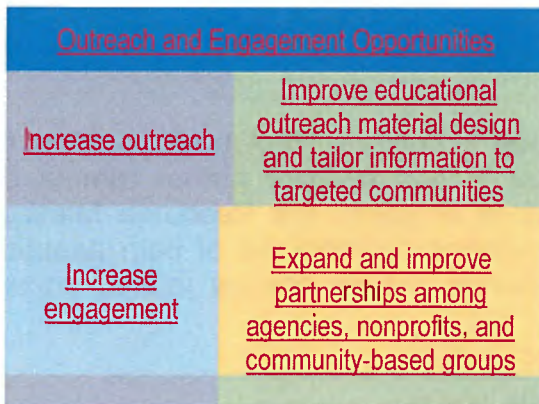 Outreach and Engagement Opportunities
Increase outreach
Improve educational
outreach material design
and tailor information to
targeted communities
Increase
engagement
Expand and improve
partnerships among
agencies, nonprofits, and
community-based groups